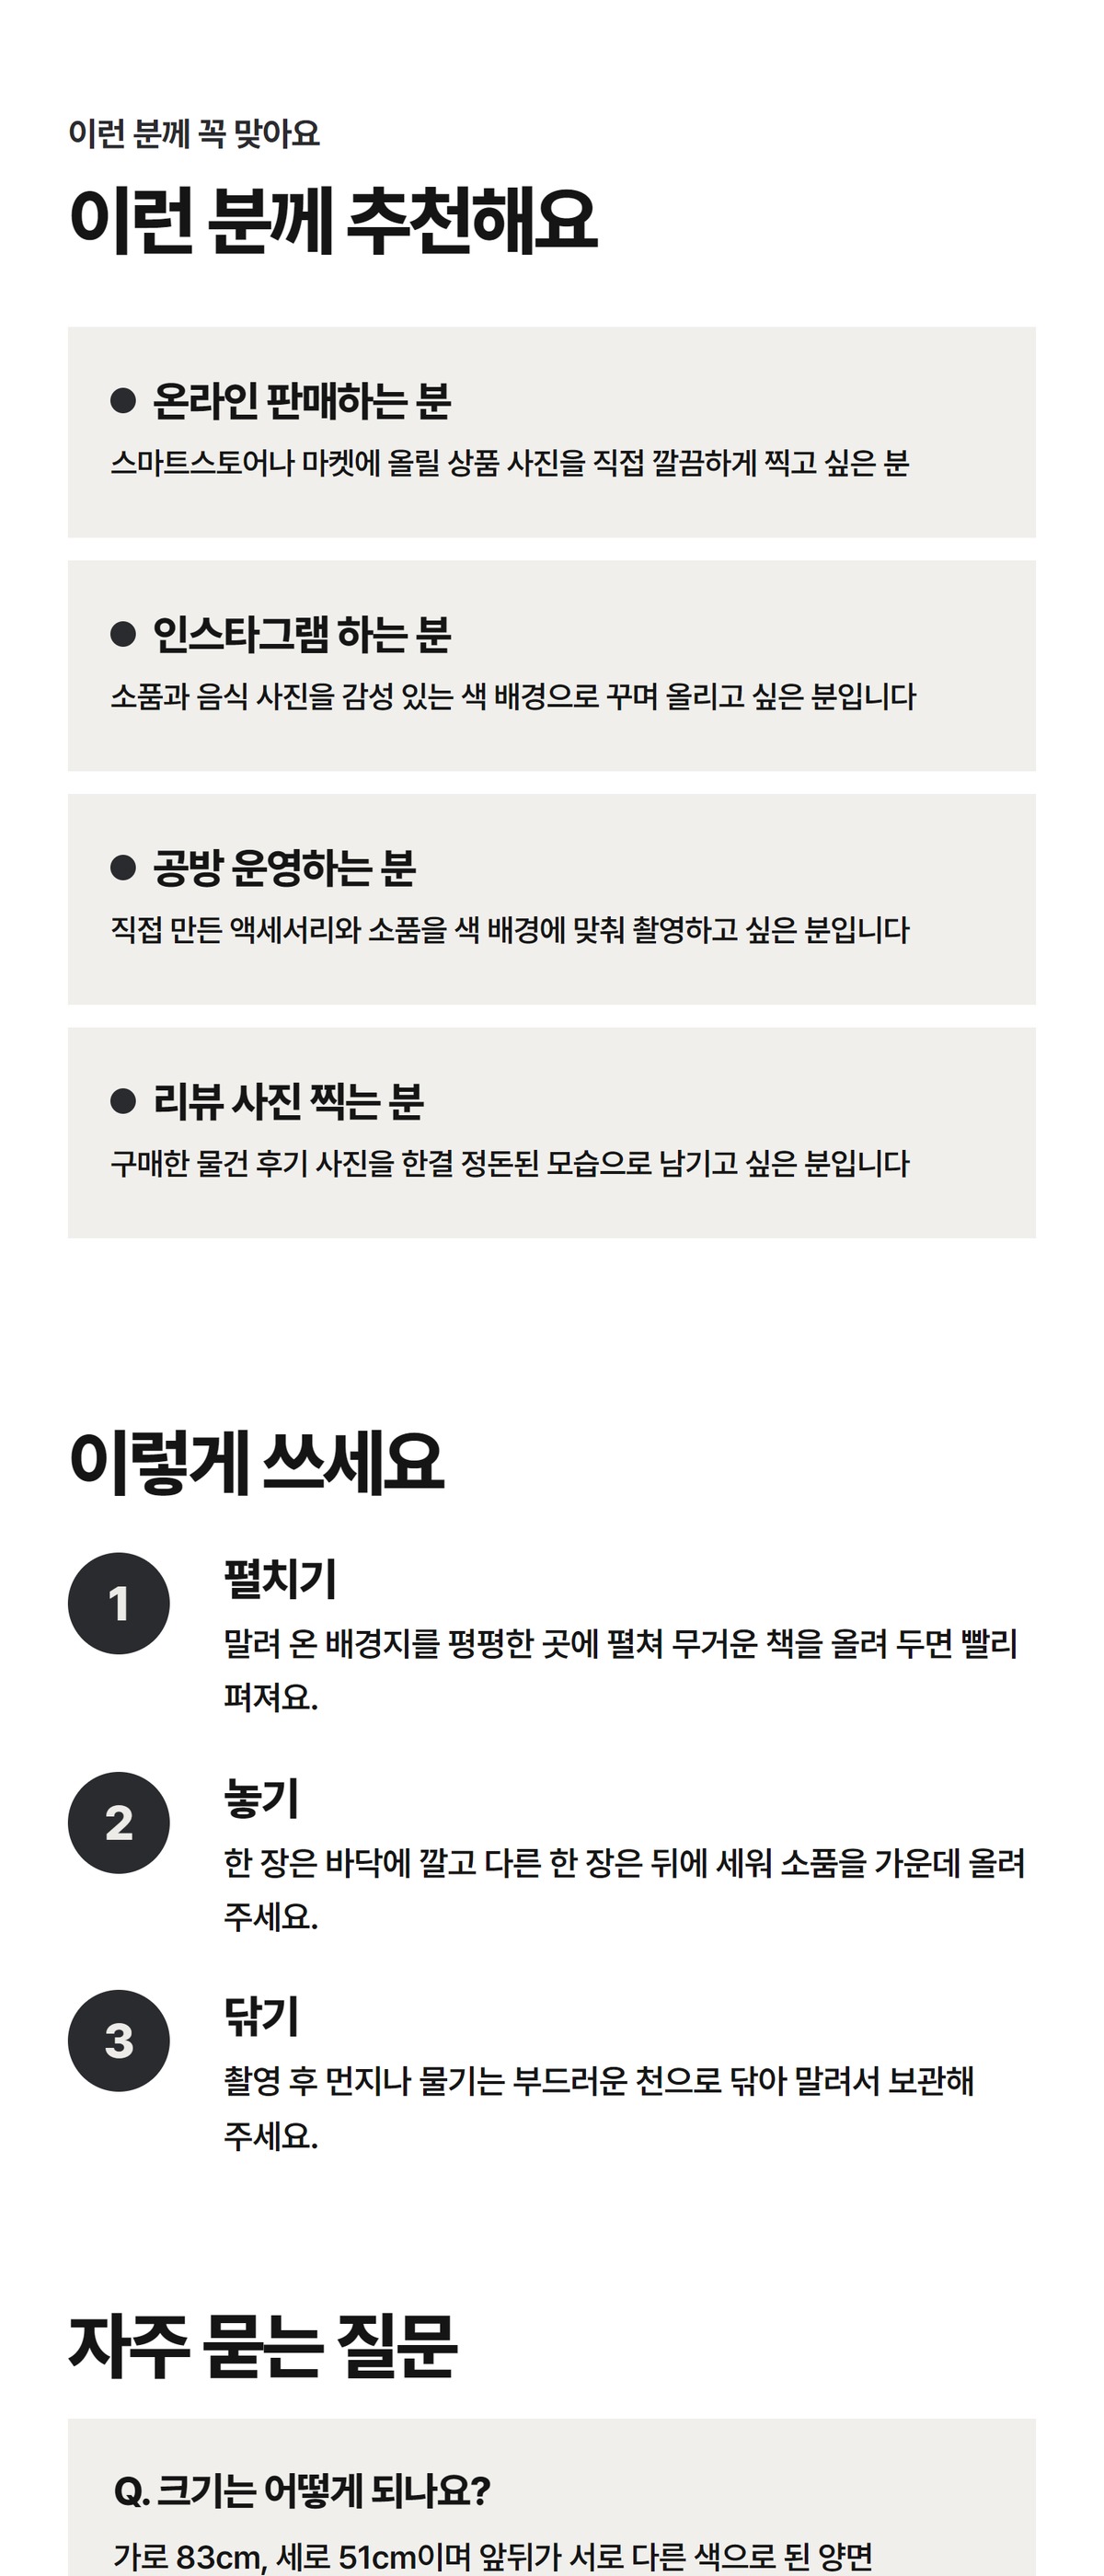 이런 분께 꼭 맞아요
이런 분께 추천해요
온라인 판매하는 분
스마트스토어나 마켓에 올릴 상품 사진을 직접 깔끔하게 찍고 싶은 분
인스타그램 하는 분
소품과 음식 사진을 감성 있는 색 배경으로 꾸며 올리고 싶은 분입니다
공방 운영하는 분
직접 만든 액세서리와 소품을 색 배경에 맞춰 촬영하고 싶은 분입니다
리뷰 사진 찍는 분
구매한 물건 후기 사진을 한결 정돈된 모습으로 남기고 싶은 분입니다
이렇게 쓰세요
1
펼치기
말려 온 배경지를 평평한 곳에 펼쳐 무거운 책을 올려 두면 빨리
펴져요.
2
놓기
한 장은 바닥에 깔고 다른 한 장은 뒤에 세워 소품을 가운데 올려
주세요.
3
닦기
촬영 후 먼지나 물기는 부드러운 천으로 닦아 말려서 보관해
주세요.
자주 묻는 질문
Q. 크기는 어떻게 되나요?
가로 83cm, 세로 51cm이며 앞뒤가 서로 다른 색으로 된 양면